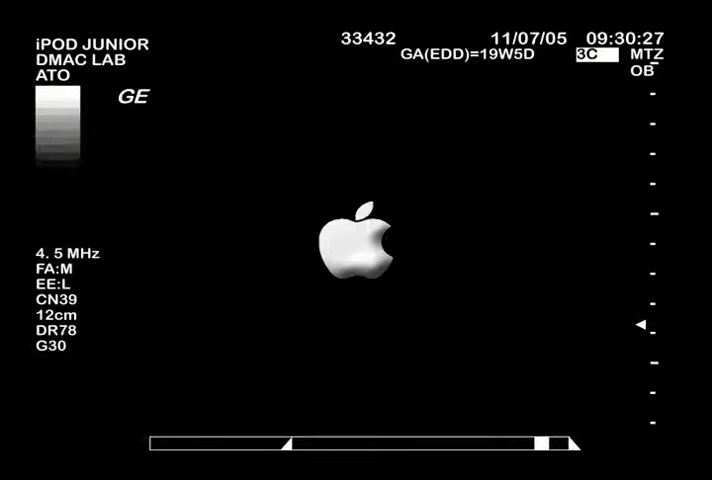 iPOD JUNIOR
DMAC LAB
ATO
GE
33432
11/07/05 09:30:27
GA(EDD)=19W5D
3C
MTZ
OB
4. 5 MHz
FA:M
EE:L
CN39
12cm
DR78
G30